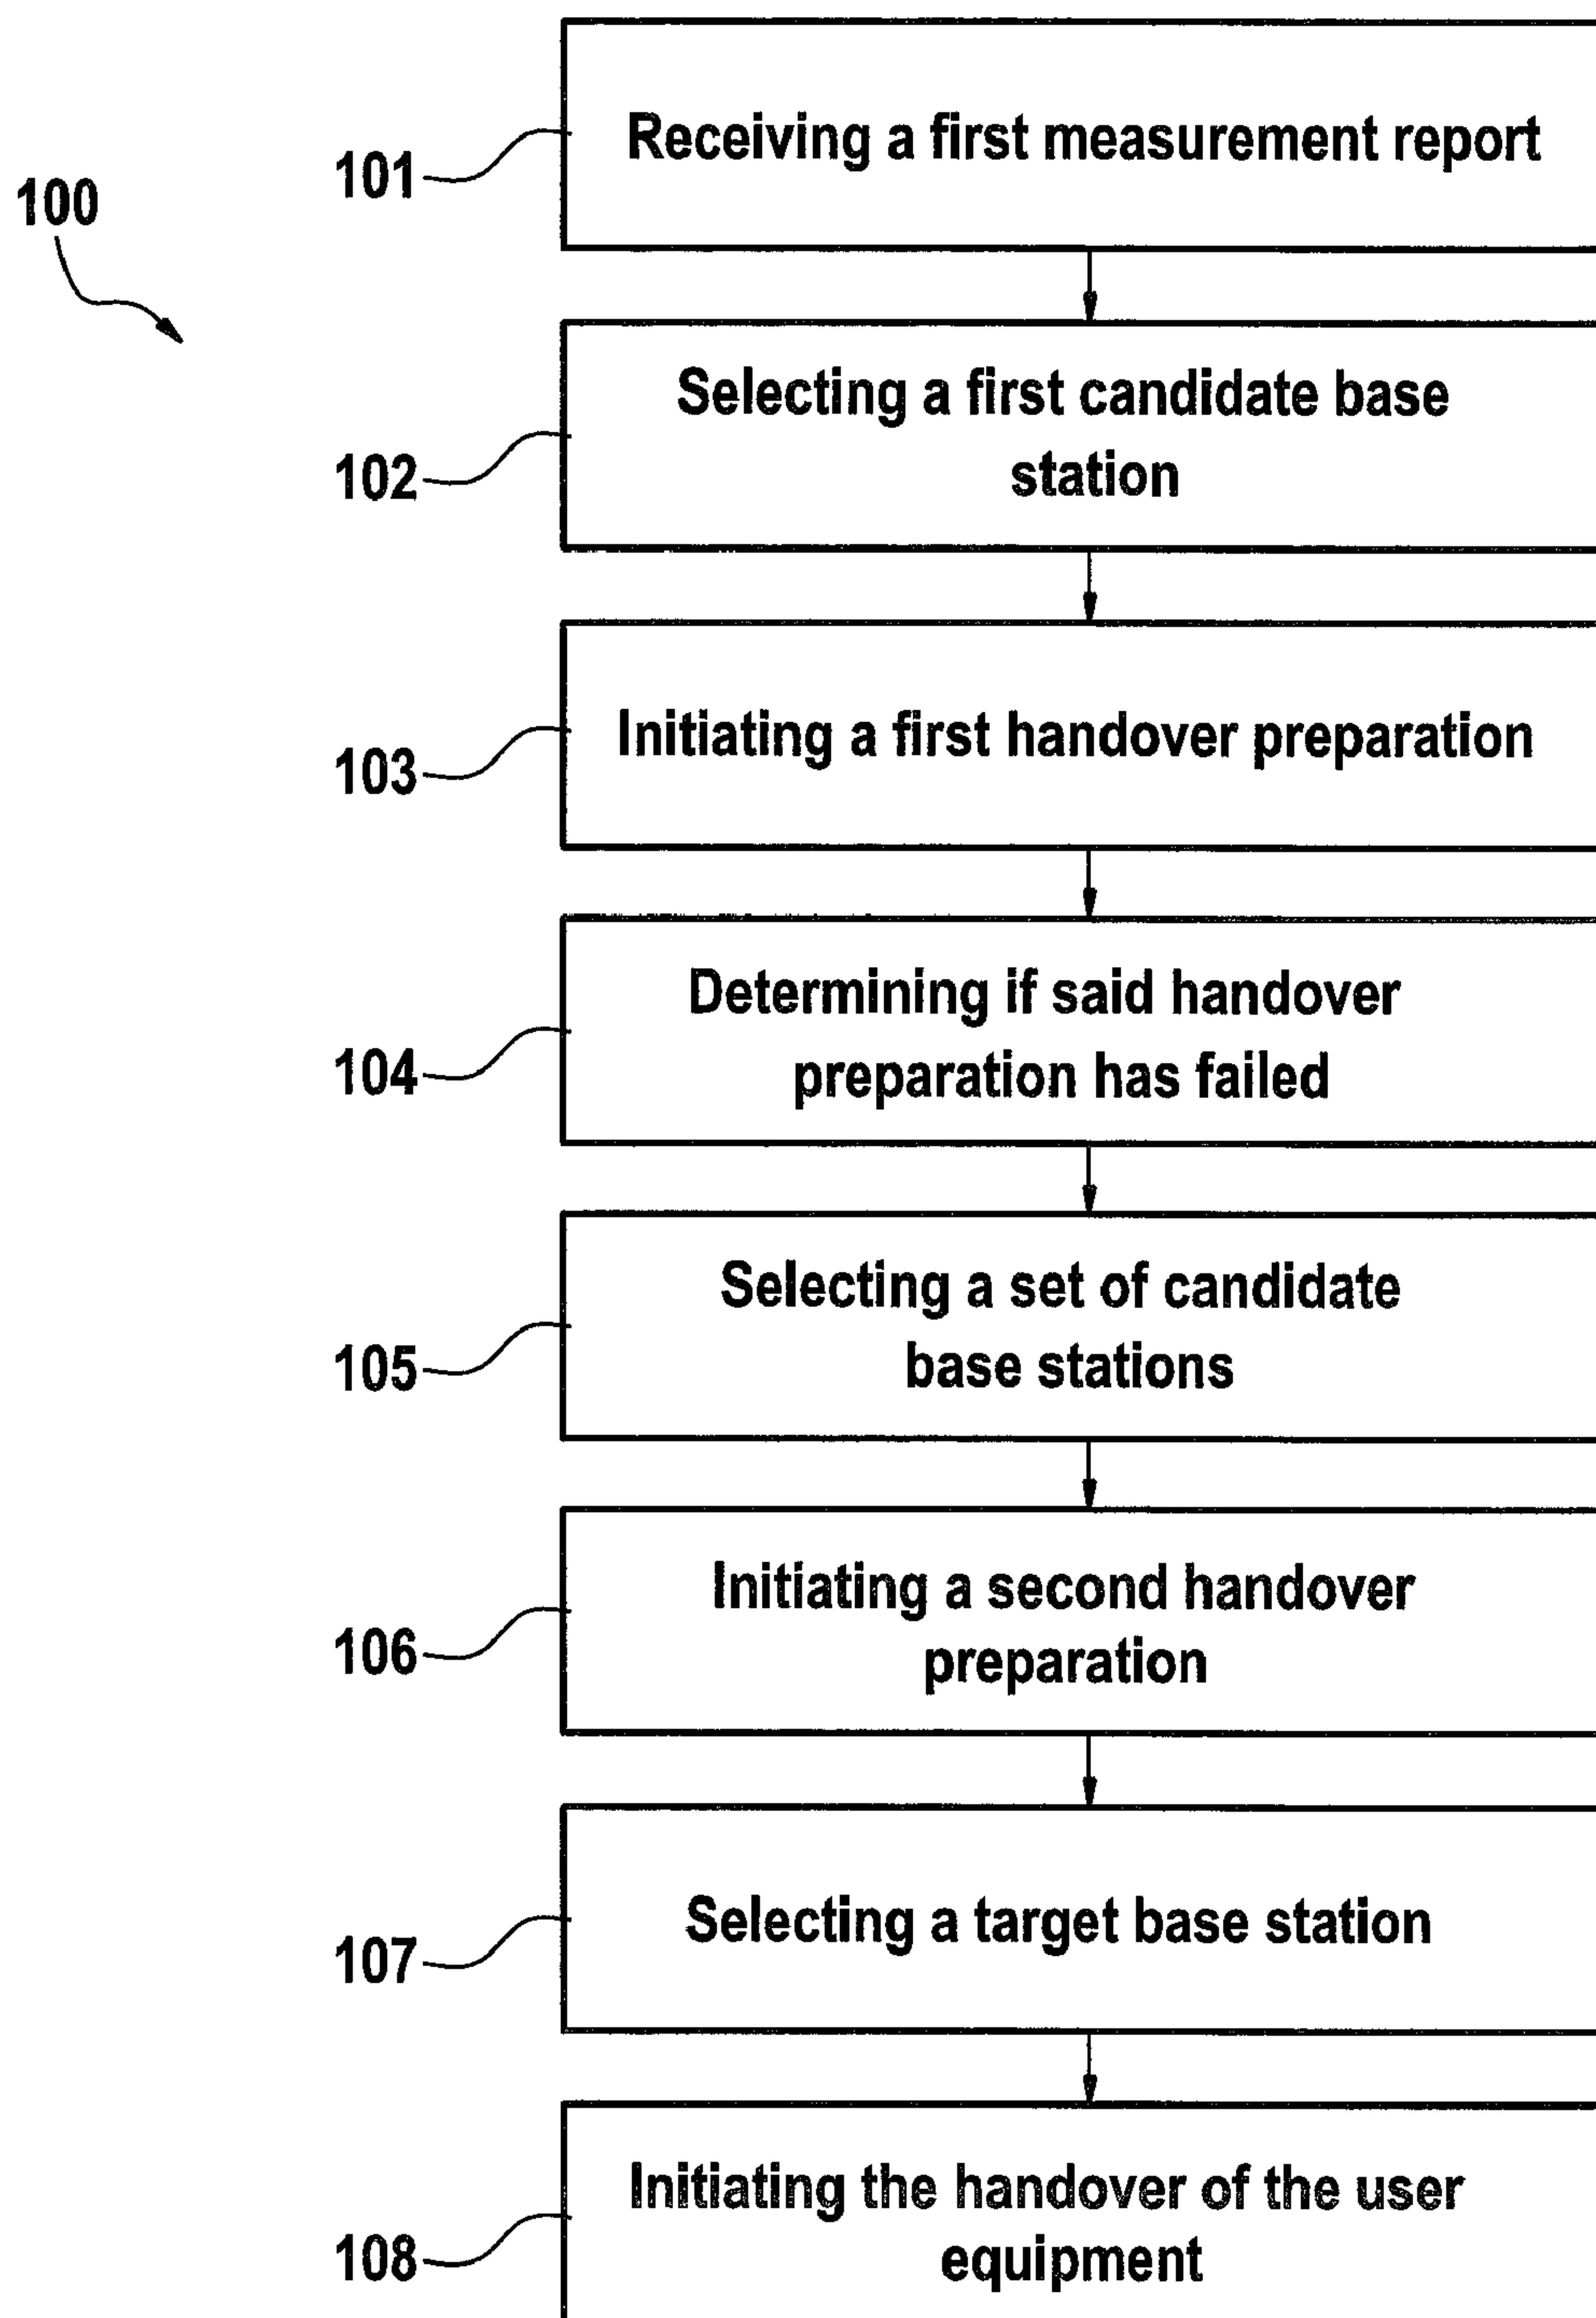 100
101
Receiving a first measurement report
102
Selecting a first candidate base
station
103
Initiating a first handover preparation
104
Determining if said handover
preparation has failed
105
Selecting a set of candidate
base stations
106
Initiating a second handover
preparation
107
Selecting a target base station
108
Initiating the handover of the user
equipment